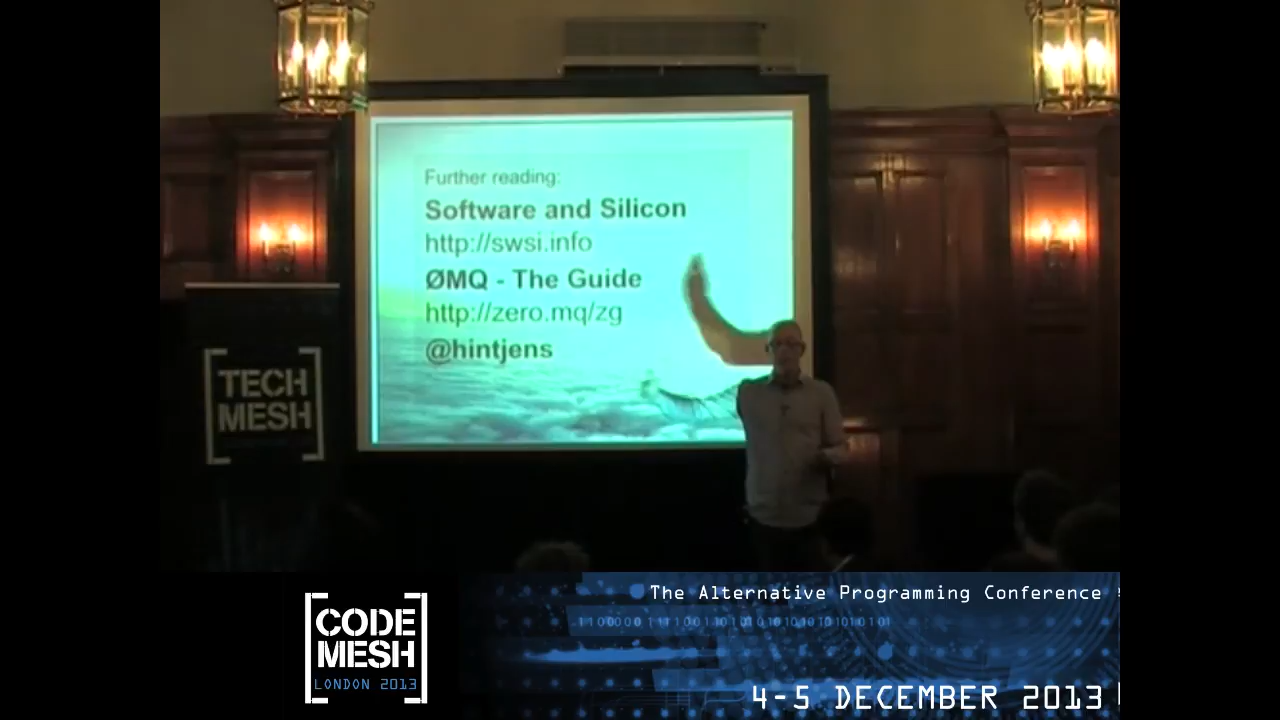 Further reading:
Software and Silicon
http://swsi.info
ØMQ - The Guide
http://zero.mq/zg
@hintjens
TECH
MESH
CODE
MESH
LONDON 2013
The Alternative Programming Conference
4-5 DECEMBER 2013